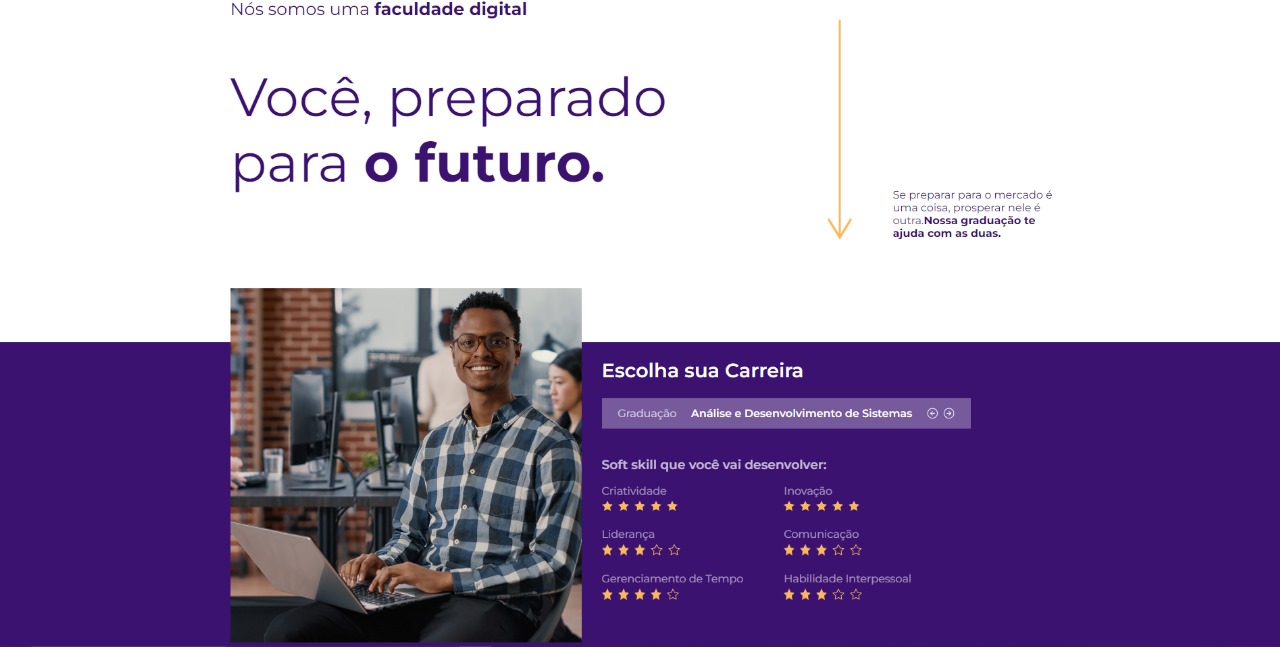 Nós somos uma faculdade digital
Você, preparado
para o futuro.
Se preparar para o mercado é
uma coisa, prosperar nele é
outra.Nossa graduação te
ajuda com as duas.
Escolha sua Carreira
Graduação Análise e Desenvolvimento de Sistemas
Soft skill que você vai desenvolver:
Criatividade
Inovação
Liderança
Comunicação
Gerenciamento de Tempo
Habilidade Interpessoal